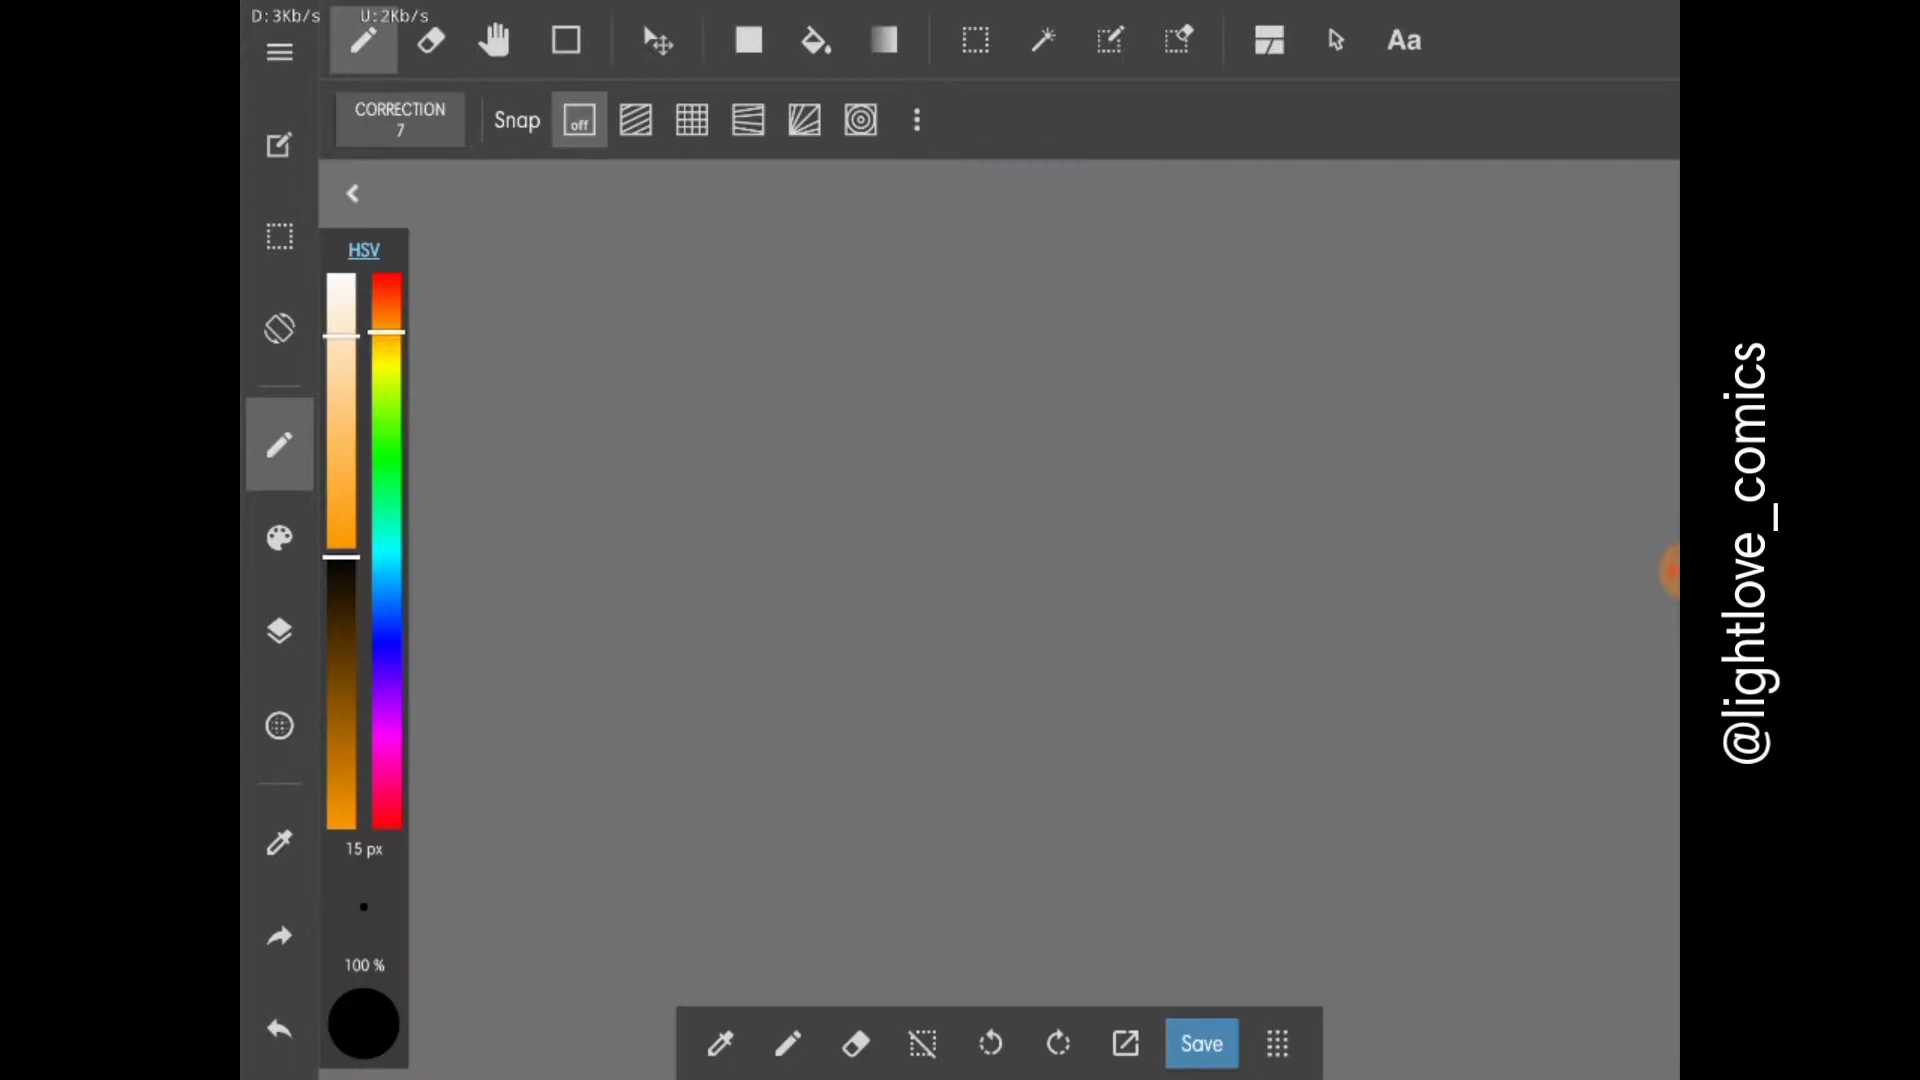 D:3Kb/s U:2Kb/s
Aa
CORRECTION
7
Snap
off
HSV
15 px
100 %
Save
@lightlove_comics